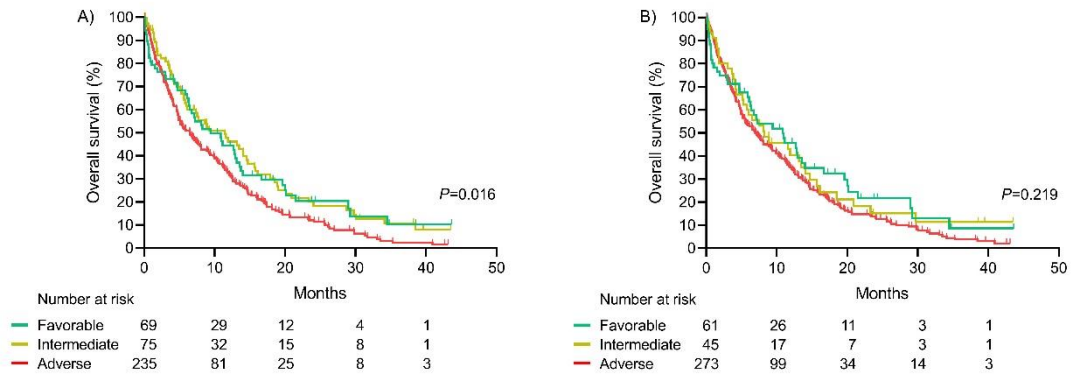 A)
Overall survival (%)
100
90
80
70
60
50
40
30
20
10
0
P=0.016
0 10 20 30 40 50
Months
Number at risk
Favorable 69 29 12 4 1
Intermediate 75 32 15 8 1
Adverse 235 81 25 8 3
B)
Overall survival (%)
100
90
80
70
60
50
40
30
20
10
0
P=0.219
0 10 20 30 40 50
Months
Number at risk
Favorable 61 26 11 3 1
Intermediate 45 17 7 3 1
Adverse 273 99 34 14 3